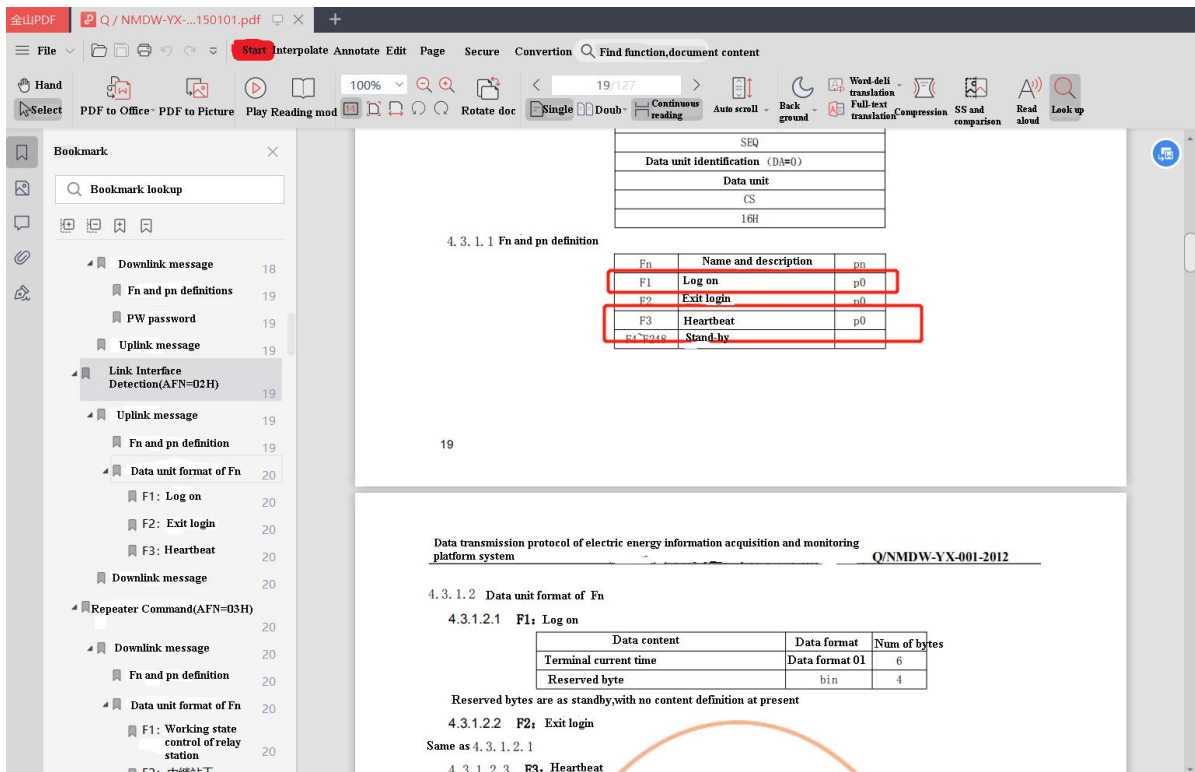 金山PDF
Q / NMDW-YX-...150101.pdf
File
Start Interpolate Annotate Edit Page Secure Convertion Find function,document content
Hand
Select
PDF to Office
PDF to Picture
Play
Reading mod
100%
Rotate doc
19/127
Single
Doub
Continuous
reading
Auto scroll
Back
ground
Word-deli
translation
Full-text
translation
Compression
SS and
comparison
Read
aloud
Look up
Bookmark
Bookmark lookup
Downlink message 18
Fn and pn definitions 19
PW password 19
Uplink message 19
Link Interface
Detection(AFN=02H)
19
Uplink message 19
Fn and pn definition 19
Data unit format of Fn 20
F1: Log on 20
F2: Exit login 20
F3: Heartbeat 20
Downlink message 20
Repeater Command(AFN=03H)
20
Downlink message 20
Fn and pn definition 20
Data unit format of Fn 20
F1: Working state
control of relay
station 20
SEQ
Data unit identification (DA=0)
Data unit
CS
16H
4.3.1.1 Fn and pn definition
Fn Name and description pn
F1 Log on p0
F2 Exit login p0
F3 Heartbeat p0
F4~F248 Stand-by
19
Data transmission protocol of electric energy information acquisition and monitoring
platform system Q/NMDW-YX-001-2012
4.3.1.2 Data unit format of Fn
4.3.1.2.1 F1: Log on
Data content Data format Num of bytes
Terminal current time Data format 01 6
Reserved byte bin 4
Reserved bytes are as standby,with no content definition at present
4.3.1.2.2 F2: Exit login
Same as 4.3.1.2.1
4.3.1.2.3 F3: Heartbeat